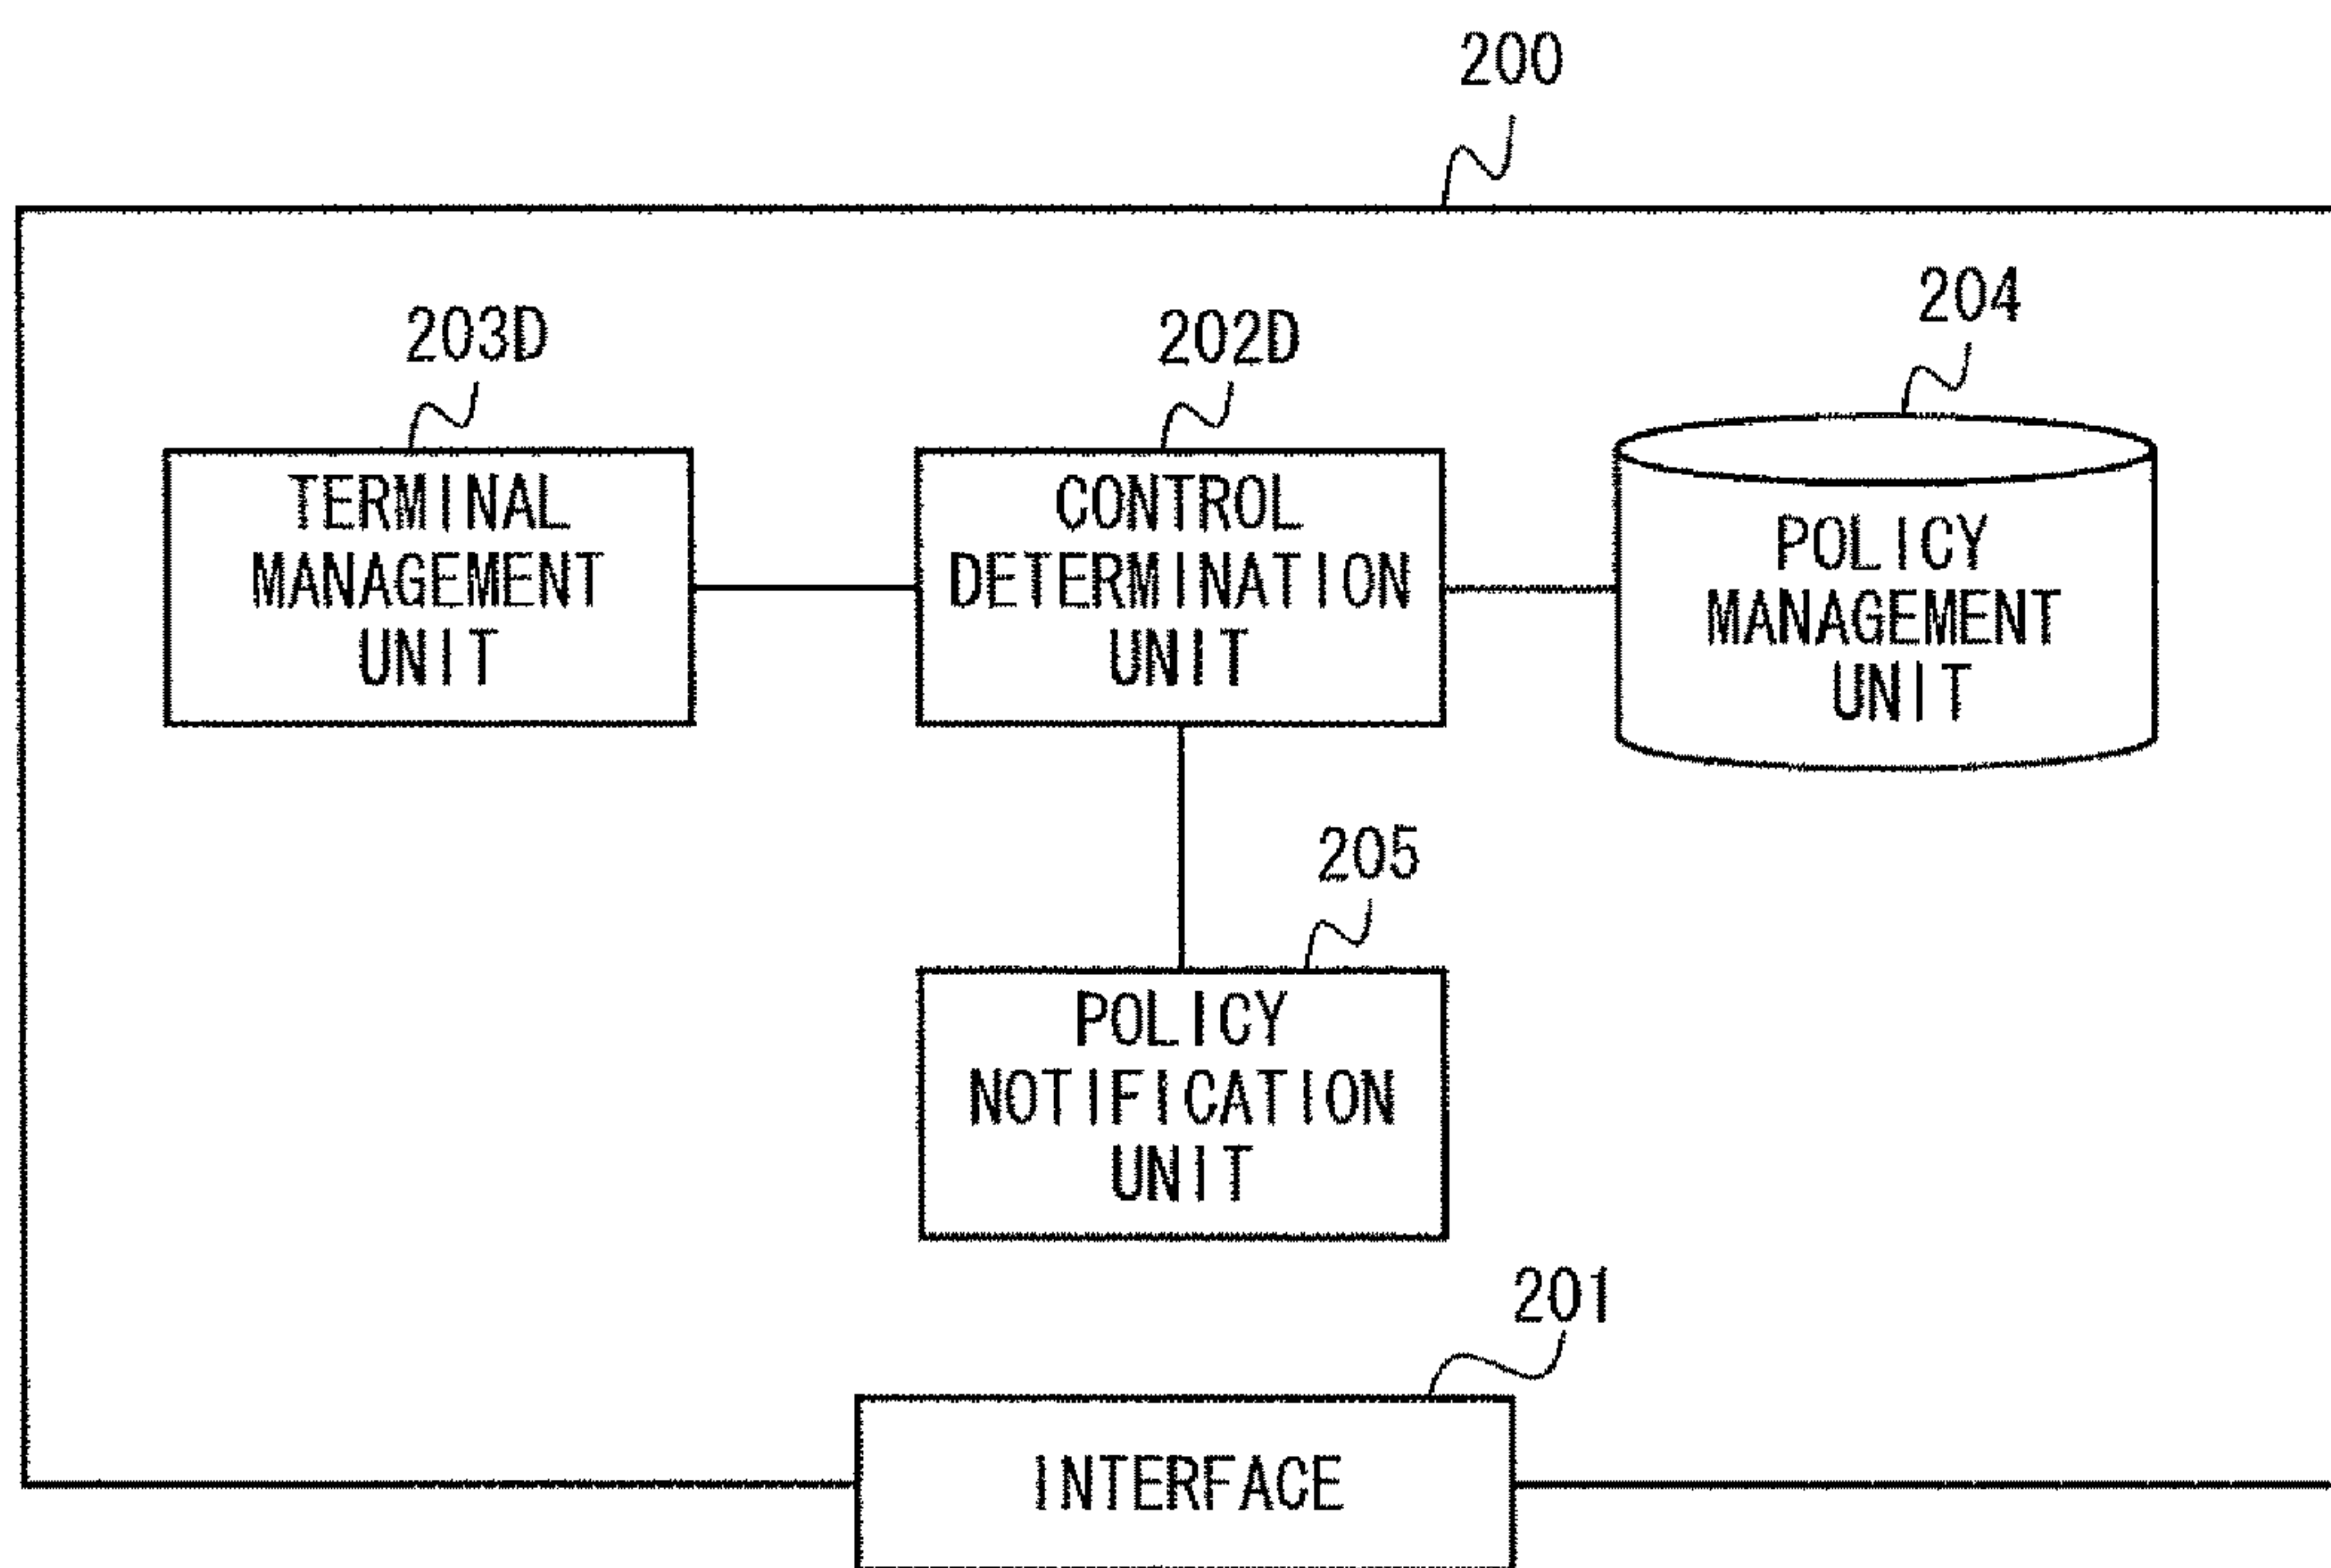 200
203D
202D
204
TERMINAL
MANAGEMENT
UNIT
CONTROL
DETERMINATION
UNIT
POLICY
MANAGEMENT
UNIT
205
POLICY
NOTIFICATION
UNIT
201
INTERFACE